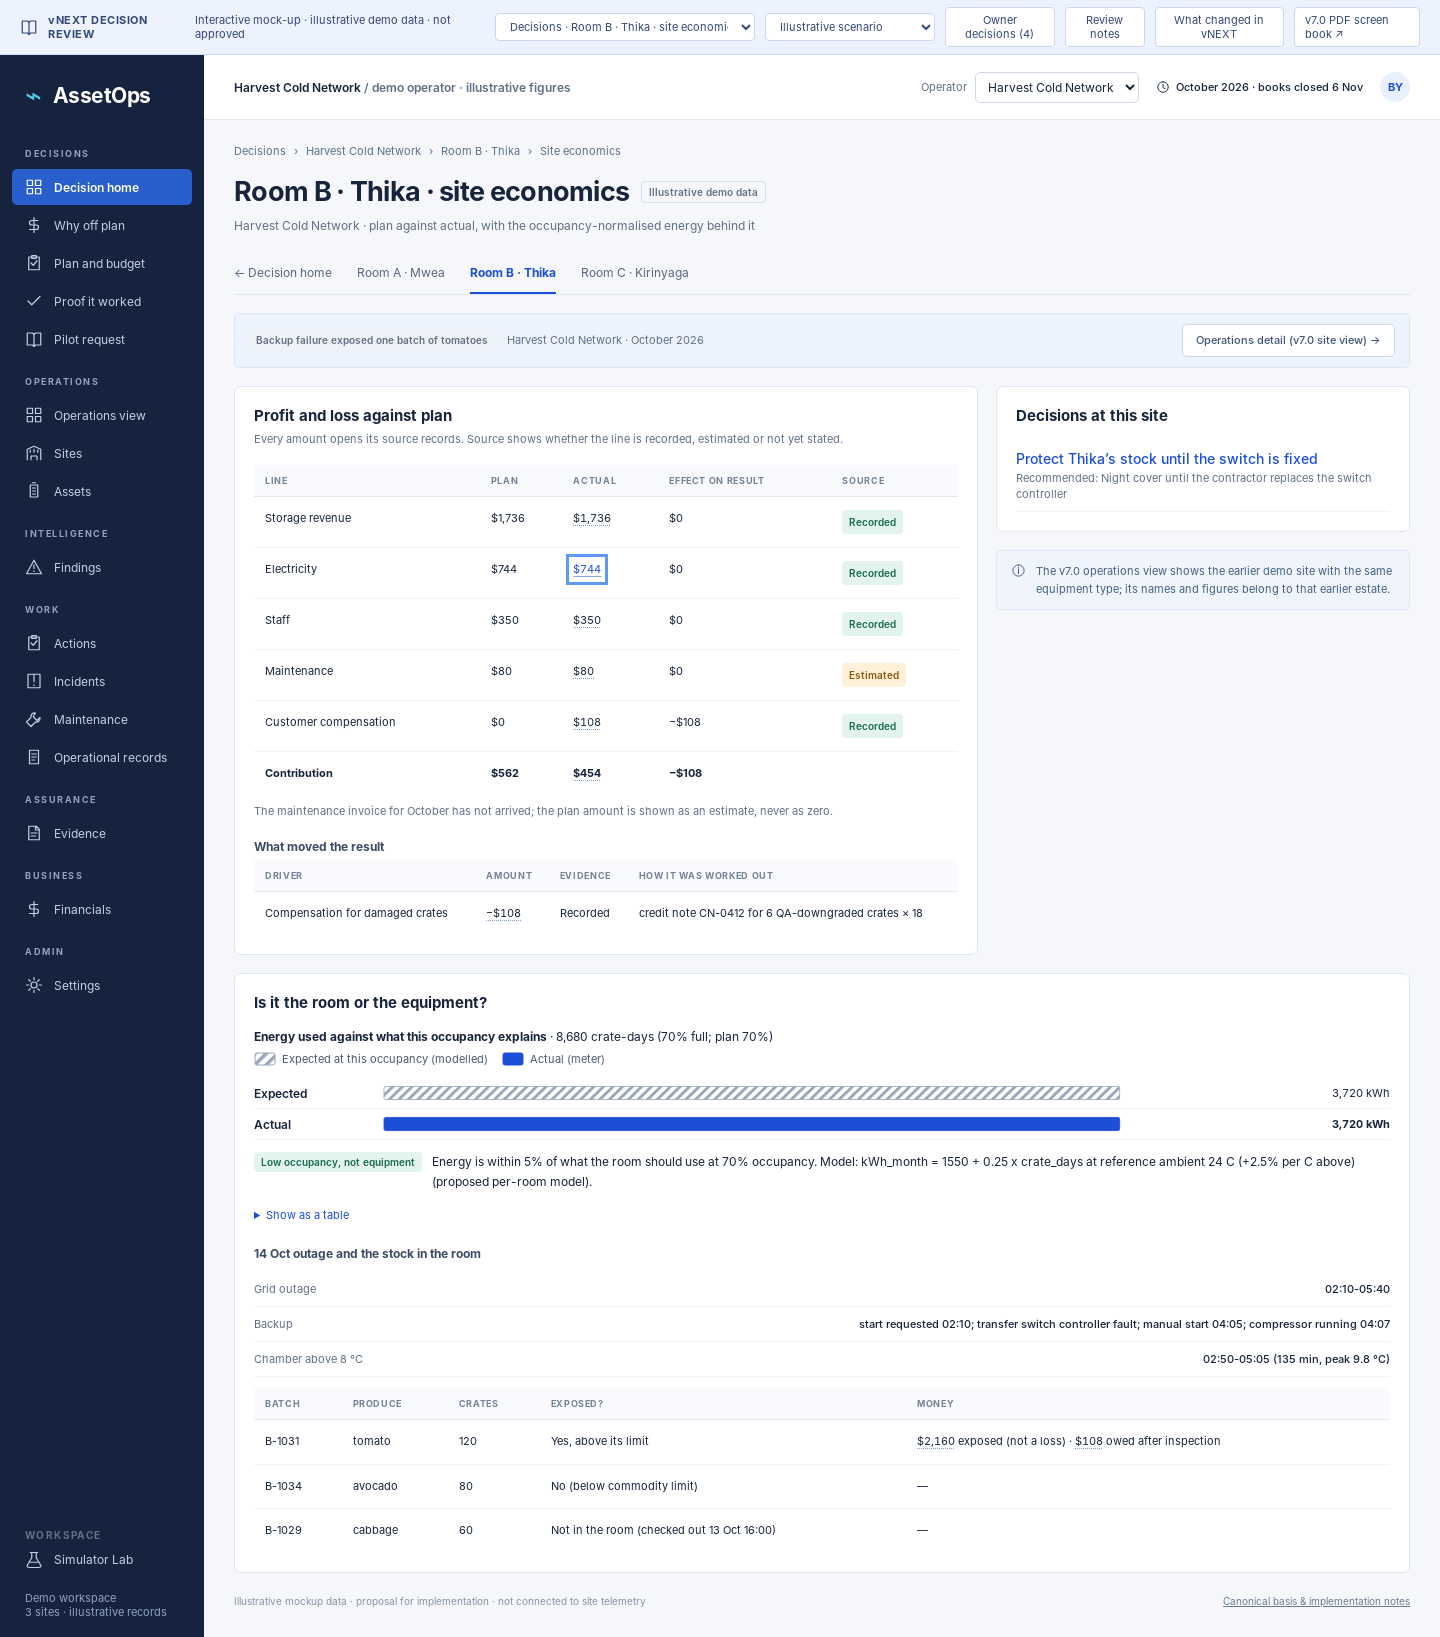 vNEXT DECISION
REVIEW
Interactive mock-up · illustrative demo data · not
approved
Decisions · Room B · Thika · site economi
Illustrative scenario
Owner
decisions (4)
Review
notes
What changed in
vNEXT
v7.0 PDF screen
book ↗
AssetOps
DECISIONS
Decision home
Why off plan
Plan and budget
Proof it worked
Pilot request
OPERATIONS
Operations view
Sites
Assets
INTELLIGENCE
Findings
WORK
Actions
Incidents
Maintenance
Operational records
ASSURANCE
Evidence
BUSINESS
Financials
ADMIN
Settings
WORKSPACE
Simulator Lab
Demo workspace
3 sites · illustrative records
Harvest Cold Network / demo operator · illustrative figures
Operator
Harvest Cold Network
October 2026 · books closed 6 Nov
BY
Decisions › Harvest Cold Network › Room B · Thika › Site economics
Room B · Thika · site economics
Illustrative demo data
Harvest Cold Network · plan against actual, with the occupancy-normalised energy behind it
← Decision home Room A · Mwea Room B · Thika Room C · Kirinyaga
Backup failure exposed one batch of tomatoes
Harvest Cold Network · October 2026
Operations detail (v7.0 site view) →
Profit and loss against plan
Every amount opens its source records. Source shows whether the line is recorded, estimated or not yet stated.
LINE PLAN ACTUAL EFFECT ON RESULT SOURCE
Storage revenue $1,736 $1,736 $0 Recorded
Electricity $744 $744 $0 Recorded
Staff $350 $350 $0 Recorded
Maintenance $80 $80 $0 Estimated
Customer compensation $0 $108 −$108 Recorded
Contribution $562 $454 −$108
The maintenance invoice for October has not arrived; the plan amount is shown as an estimate, never as zero.
What moved the result
DRIVER AMOUNT EVIDENCE HOW IT WAS WORKED OUT
Compensation for damaged crates −$108 Recorded credit note CN-0412 for 6 QA-downgraded crates × 18
Decisions at this site
Protect Thika’s stock until the switch is fixed
Recommended: Night cover until the contractor replaces the switch
controller
The v7.0 operations view shows the earlier demo site with the same
equipment type; its names and figures belong to that earlier estate.
Is it the room or the equipment?
Energy used against what this occupancy explains · 8,680 crate-days (70% full; plan 70%)
Expected at this occupancy (modelled) Actual (meter)
Expected 3,720 kWh
Actual 3,720 kWh
Low occupancy, not equipment
Energy is within 5% of what the room should use at 70% occupancy. Model: kWh_month = 1550 + 0.25 x crate_days at reference ambient 24 C (+2.5% per C above)
(proposed per-room model).
▶ Show as a table
14 Oct outage and the stock in the room
Grid outage 02:10-05:40
Backup start requested 02:10; transfer switch controller fault; manual start 04:05; compressor running 04:07
Chamber above 8 °C 02:50-05:05 (135 min, peak 9.8 °C)
BATCH PRODUCE CRATES EXPOSED? MONEY
B-1031 tomato 120 Yes, above its limit $2,160 exposed (not a loss) · $108 owed after inspection
B-1034 avocado 80 No (below commodity limit) —
B-1029 cabbage 60 Not in the room (checked out 13 Oct 16:00) —
Illustrative mockup data · proposal for implementation · not connected to site telemetry
Canonical basis & implementation notes